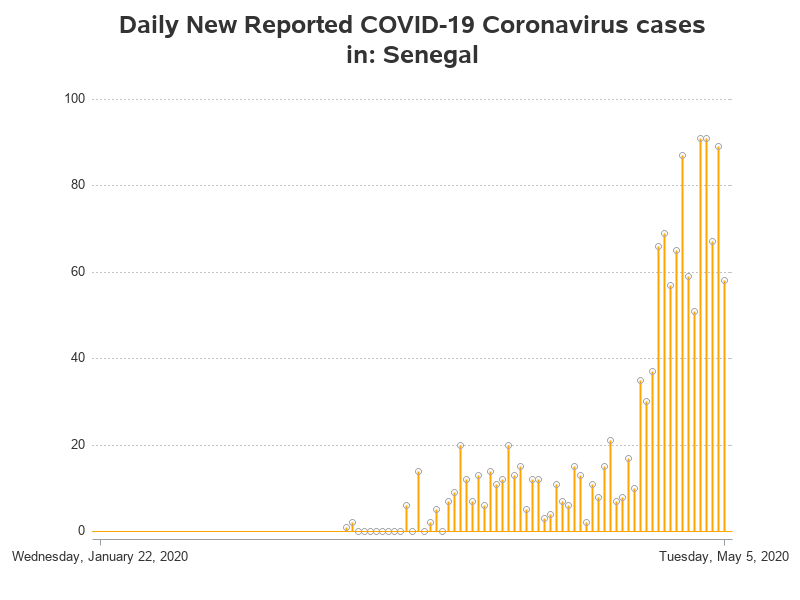 Daily New Reported COVID-19 Coronavirus cases
in: Senegal
100
80
60
40
20
0
Wednesday, January 22, 2020
Tuesday, May 5, 2020